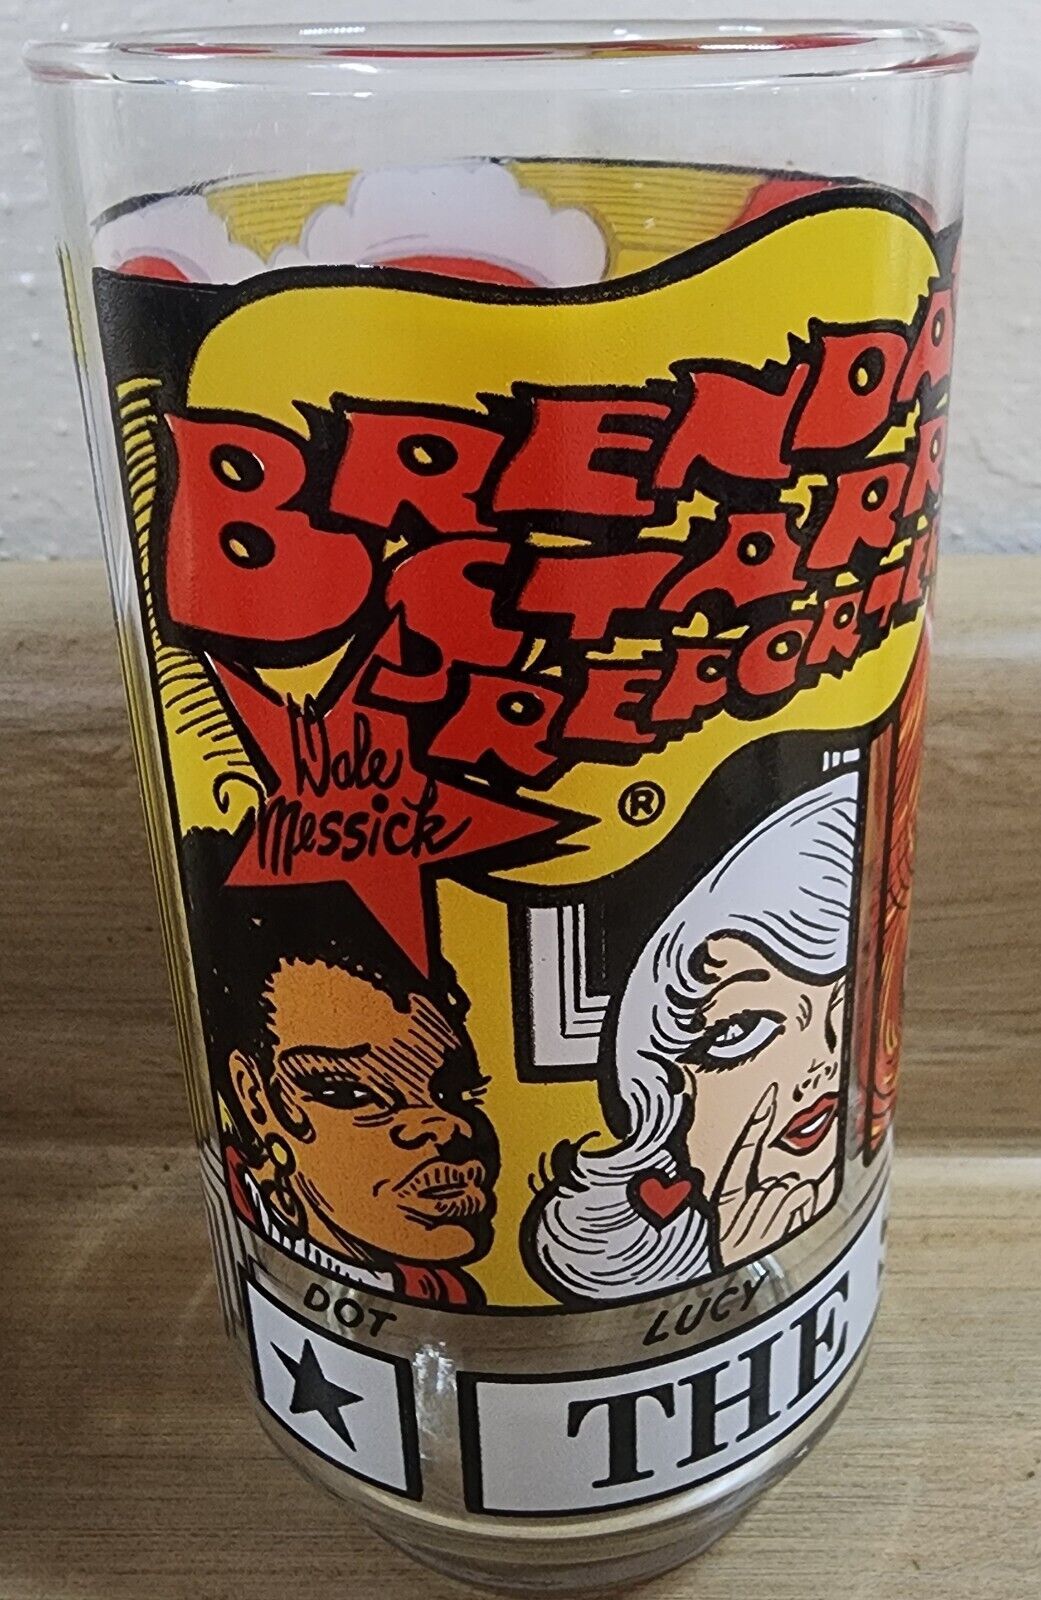 BRENDA
STARR
REPORTER
Dale
Messick
®
DOT
LUCY
THE